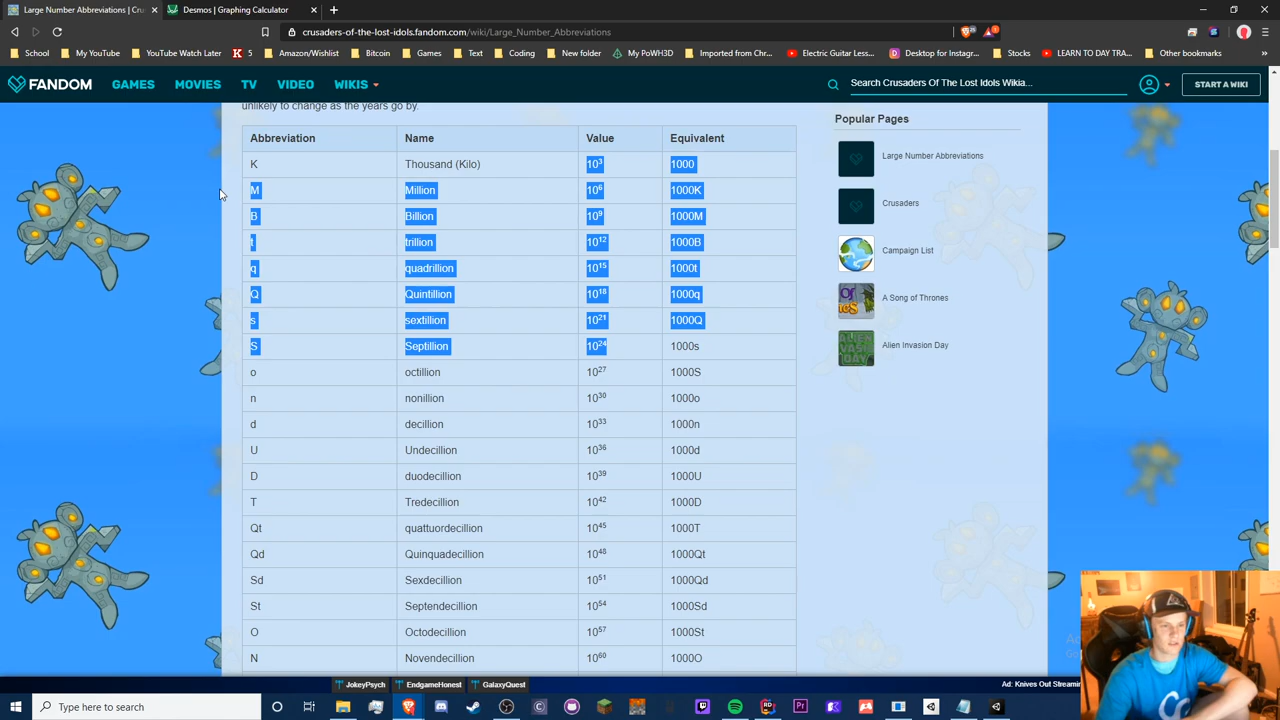 Large Number Abbreviations | Cru
Desmos | Graphing Calculator
crusaders-of-the-lost-idols.fandom.com/wiki/Large_Number_Abbreviations
School
My YouTube
YouTube Watch Later
5
Amazon/Wishlist
Bitcoin
Games
Text
Coding
New folder
My PoWH3D
Imported from Chr...
Electric Guitar Less...
Desktop for Instagr...
Stocks
LEARN TO DAY TRA...
Other bookmarks
FANDOM GAMES MOVIES TV VIDEO WIKIS
Search Crusaders Of The Lost Idols Wikia...
START A WIKI
unlikely to change as the years go by.
Abbreviation Name Value Equivalent
K Thousand (Kilo) 10³ 1000
M Million 10⁶ 1000K
B Billion 10⁹ 1000M
t trillion 10¹² 1000B
q quadrillion 10¹⁵ 1000t
Q Quintillion 10¹⁸ 1000q
s sextillion 10²¹ 1000Q
S Septillion 10²⁴ 1000s
o octillion 10²⁷ 1000S
n nonillion 10³⁰ 1000o
d decillion 10³³ 1000n
U Undecillion 10³⁶ 1000d
D duodecillion 10³⁹ 1000U
T Tredecillion 10⁴² 1000D
Qt quattuordecillion 10⁴⁵ 1000T
Qd Quinquadecillion 10⁴⁸ 1000Qt
Sd Sexdecillion 10⁵¹ 1000Qd
St Septendecillion 10⁵⁴ 1000Sd
O Octodecillion 10⁵⁷ 1000St
N Novendecillion 10⁶⁰ 1000O
Popular Pages
Large Number Abbreviations
Crusaders
Campaign List
A Song of Thrones
Alien Invasion Day
JokeyPsych
EndgameHonest
GalaxyQuest
Ad: Knives Out Streamin
Type here to search